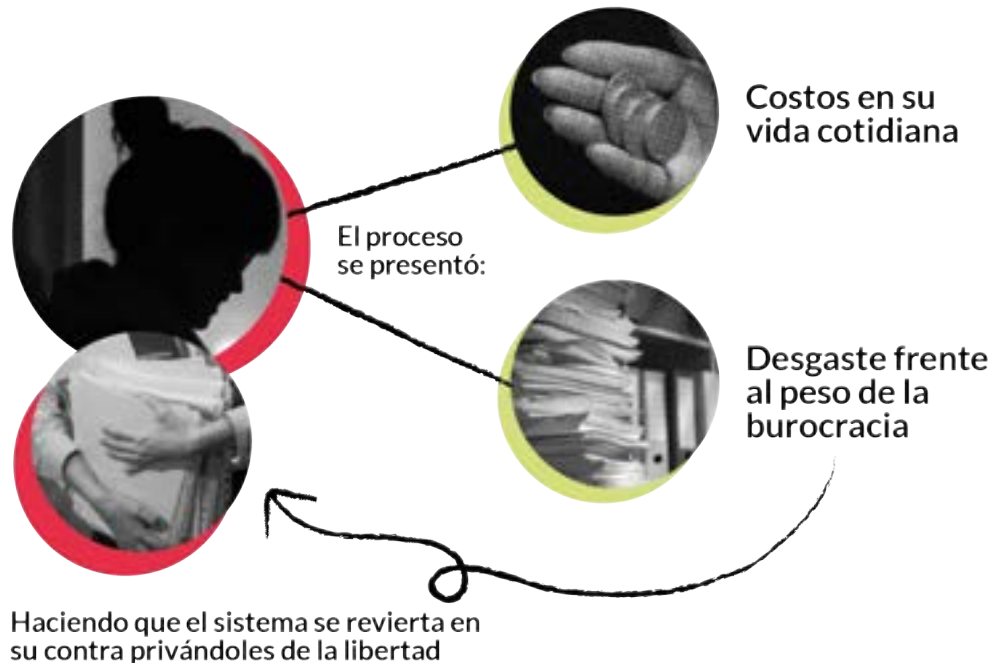 Costos en su
vida cotidiana
El proceso
se presentó:
Desgaste frente
al peso de la
burocracia
Haciendo que el sistema se revierta en
su contra privándoles de la libertad